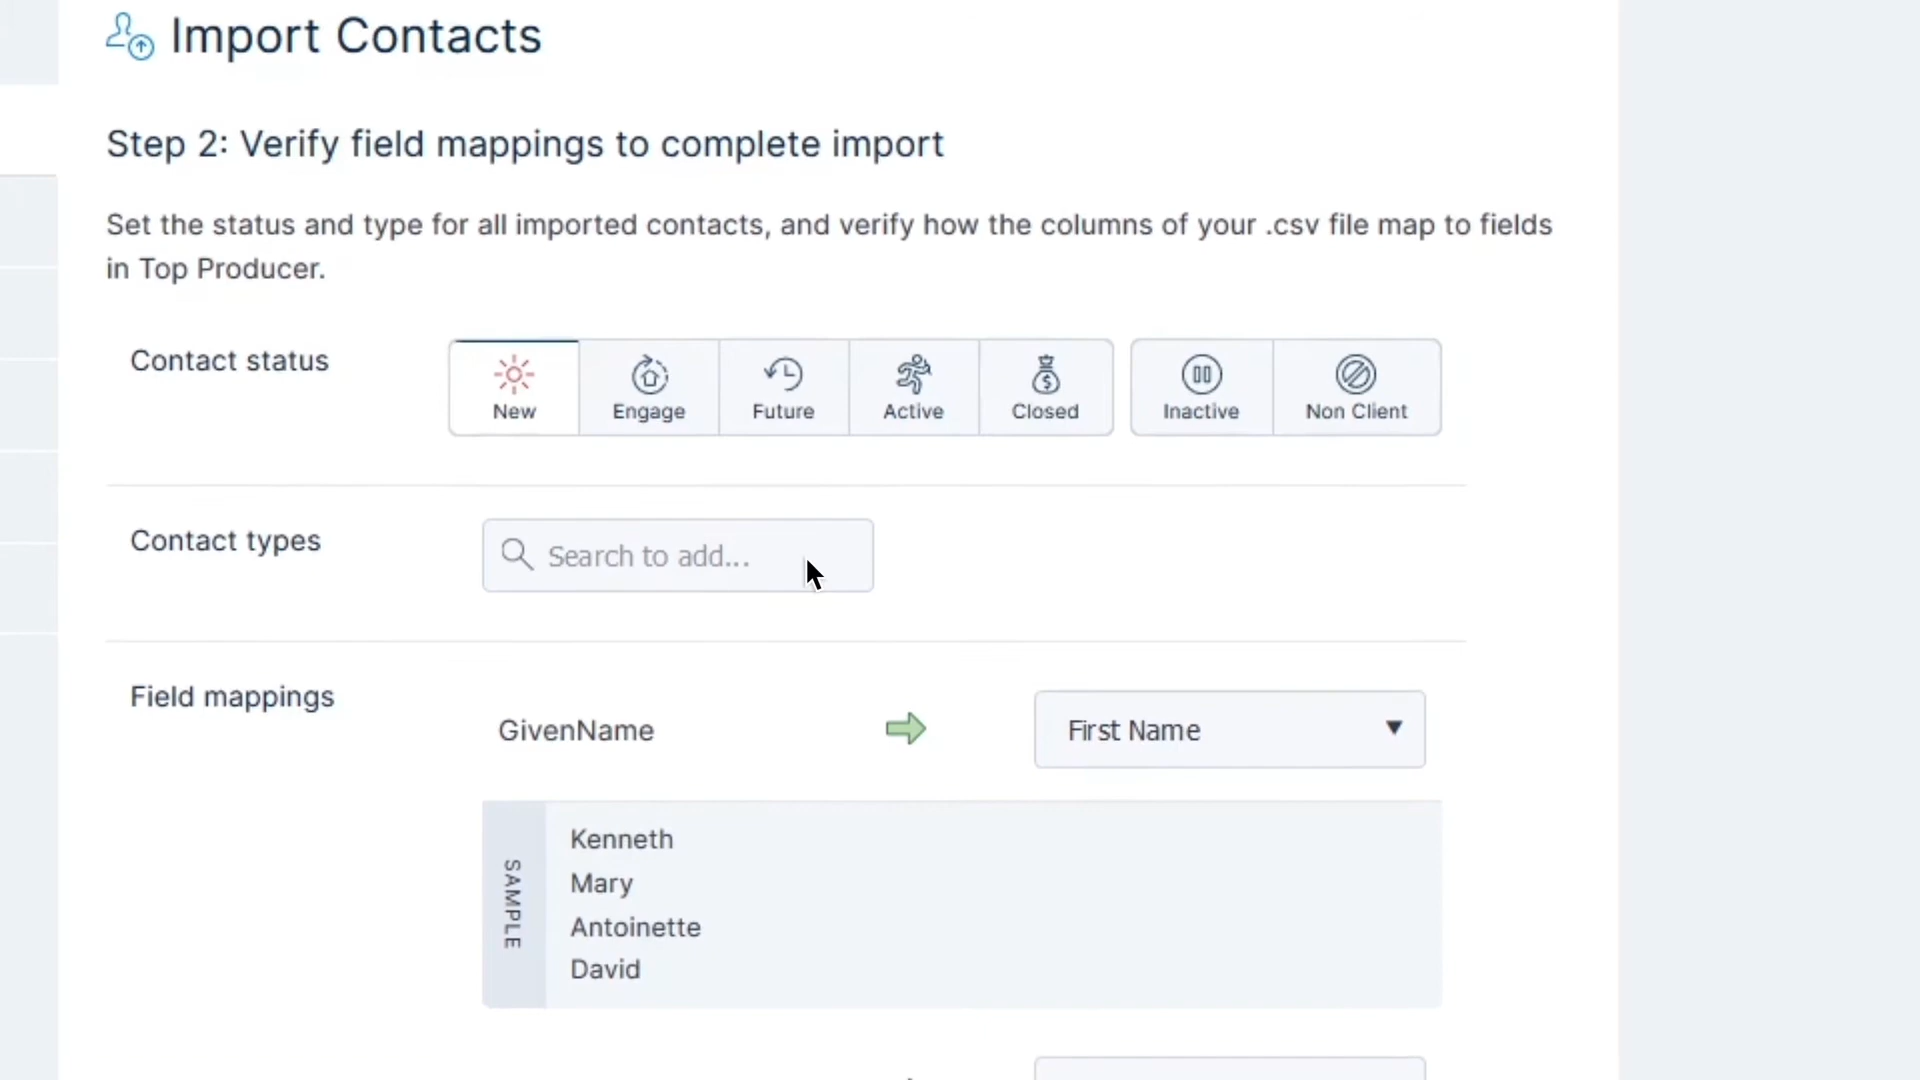 Import Contacts
Step 2: Verify field mappings to complete import
Set the status and type for all imported contacts, and verify how the columns of your .csv file map to fields
in Top Producer.
Contact status
New
Engage
Future
Active
Closed
Inactive
Non Client
Contact types
Search to add...
Field mappings
GivenName
First Name
SAMPLE
Kenneth
Mary
Antoinette
David